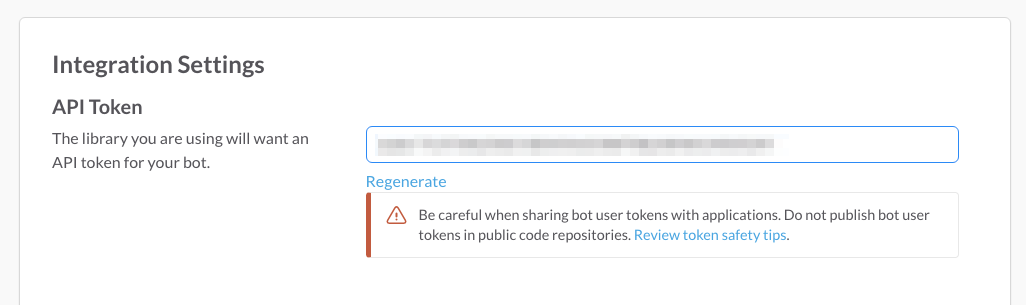 Integration Settings
API Token
The library you are using will want an
API token for your bot.
Regenerate
Be careful when sharing bot user tokens with applications. Do not publish bot user
tokens in public code repositories. Review token safety tips.